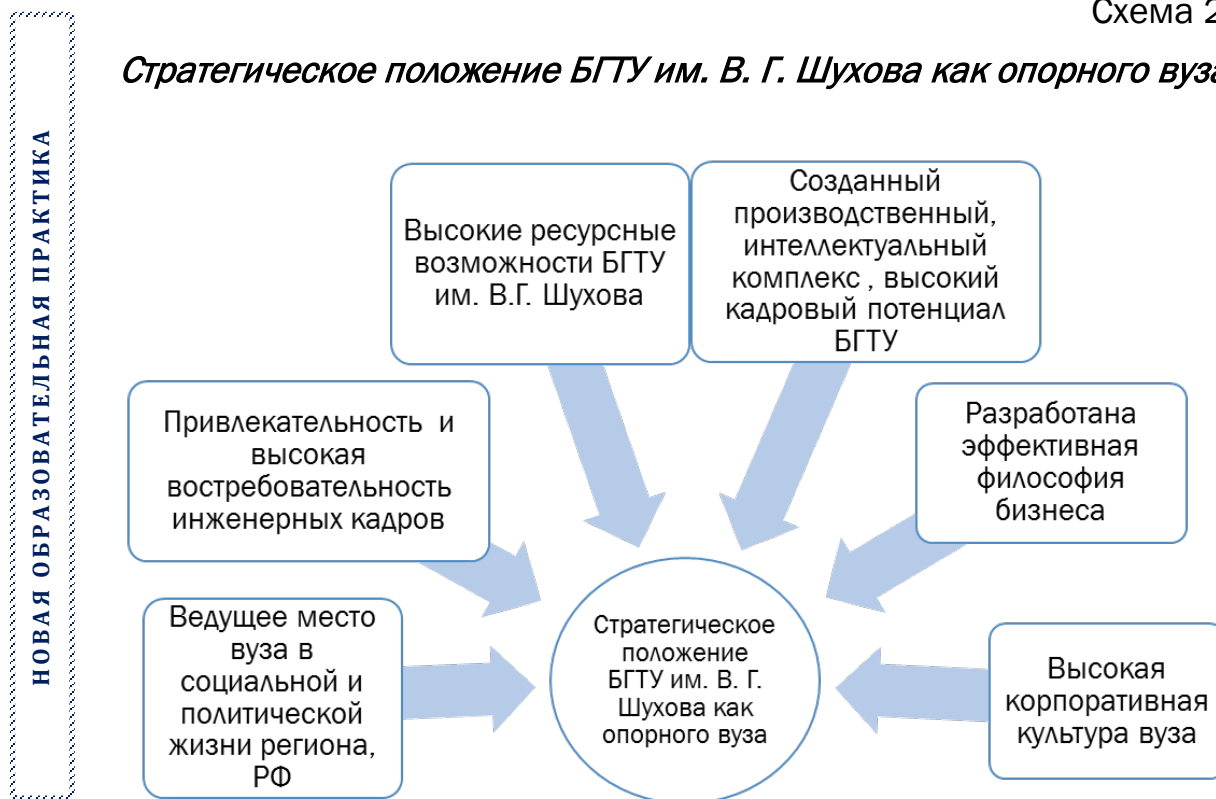 Схема 2
Стратегическое положение БГТУ им. В. Г. Шухова как опорного вуза
НОВАЯ ОБРАЗОВАТЕЛЬНАЯ ПРАКТИКА
Высокие ресурсные
возможности БГТУ
им. В.Г. Шухова
Созданный
производственный,
интеллектуальный
комплекс , высокий
кадровый потенциал
БГТУ
Привлекательность и
высокая
востребовательность
инженерных кадров
Разработана
эффективная
философия
бизнеса
Ведущее место
вуза в
социальной и
политической
жизни региона,
РФ
Стратегическое
положение
БГТУ им. В. Г.
Шухова как
опорного вуза
Высокая
корпоративная
культура вуза